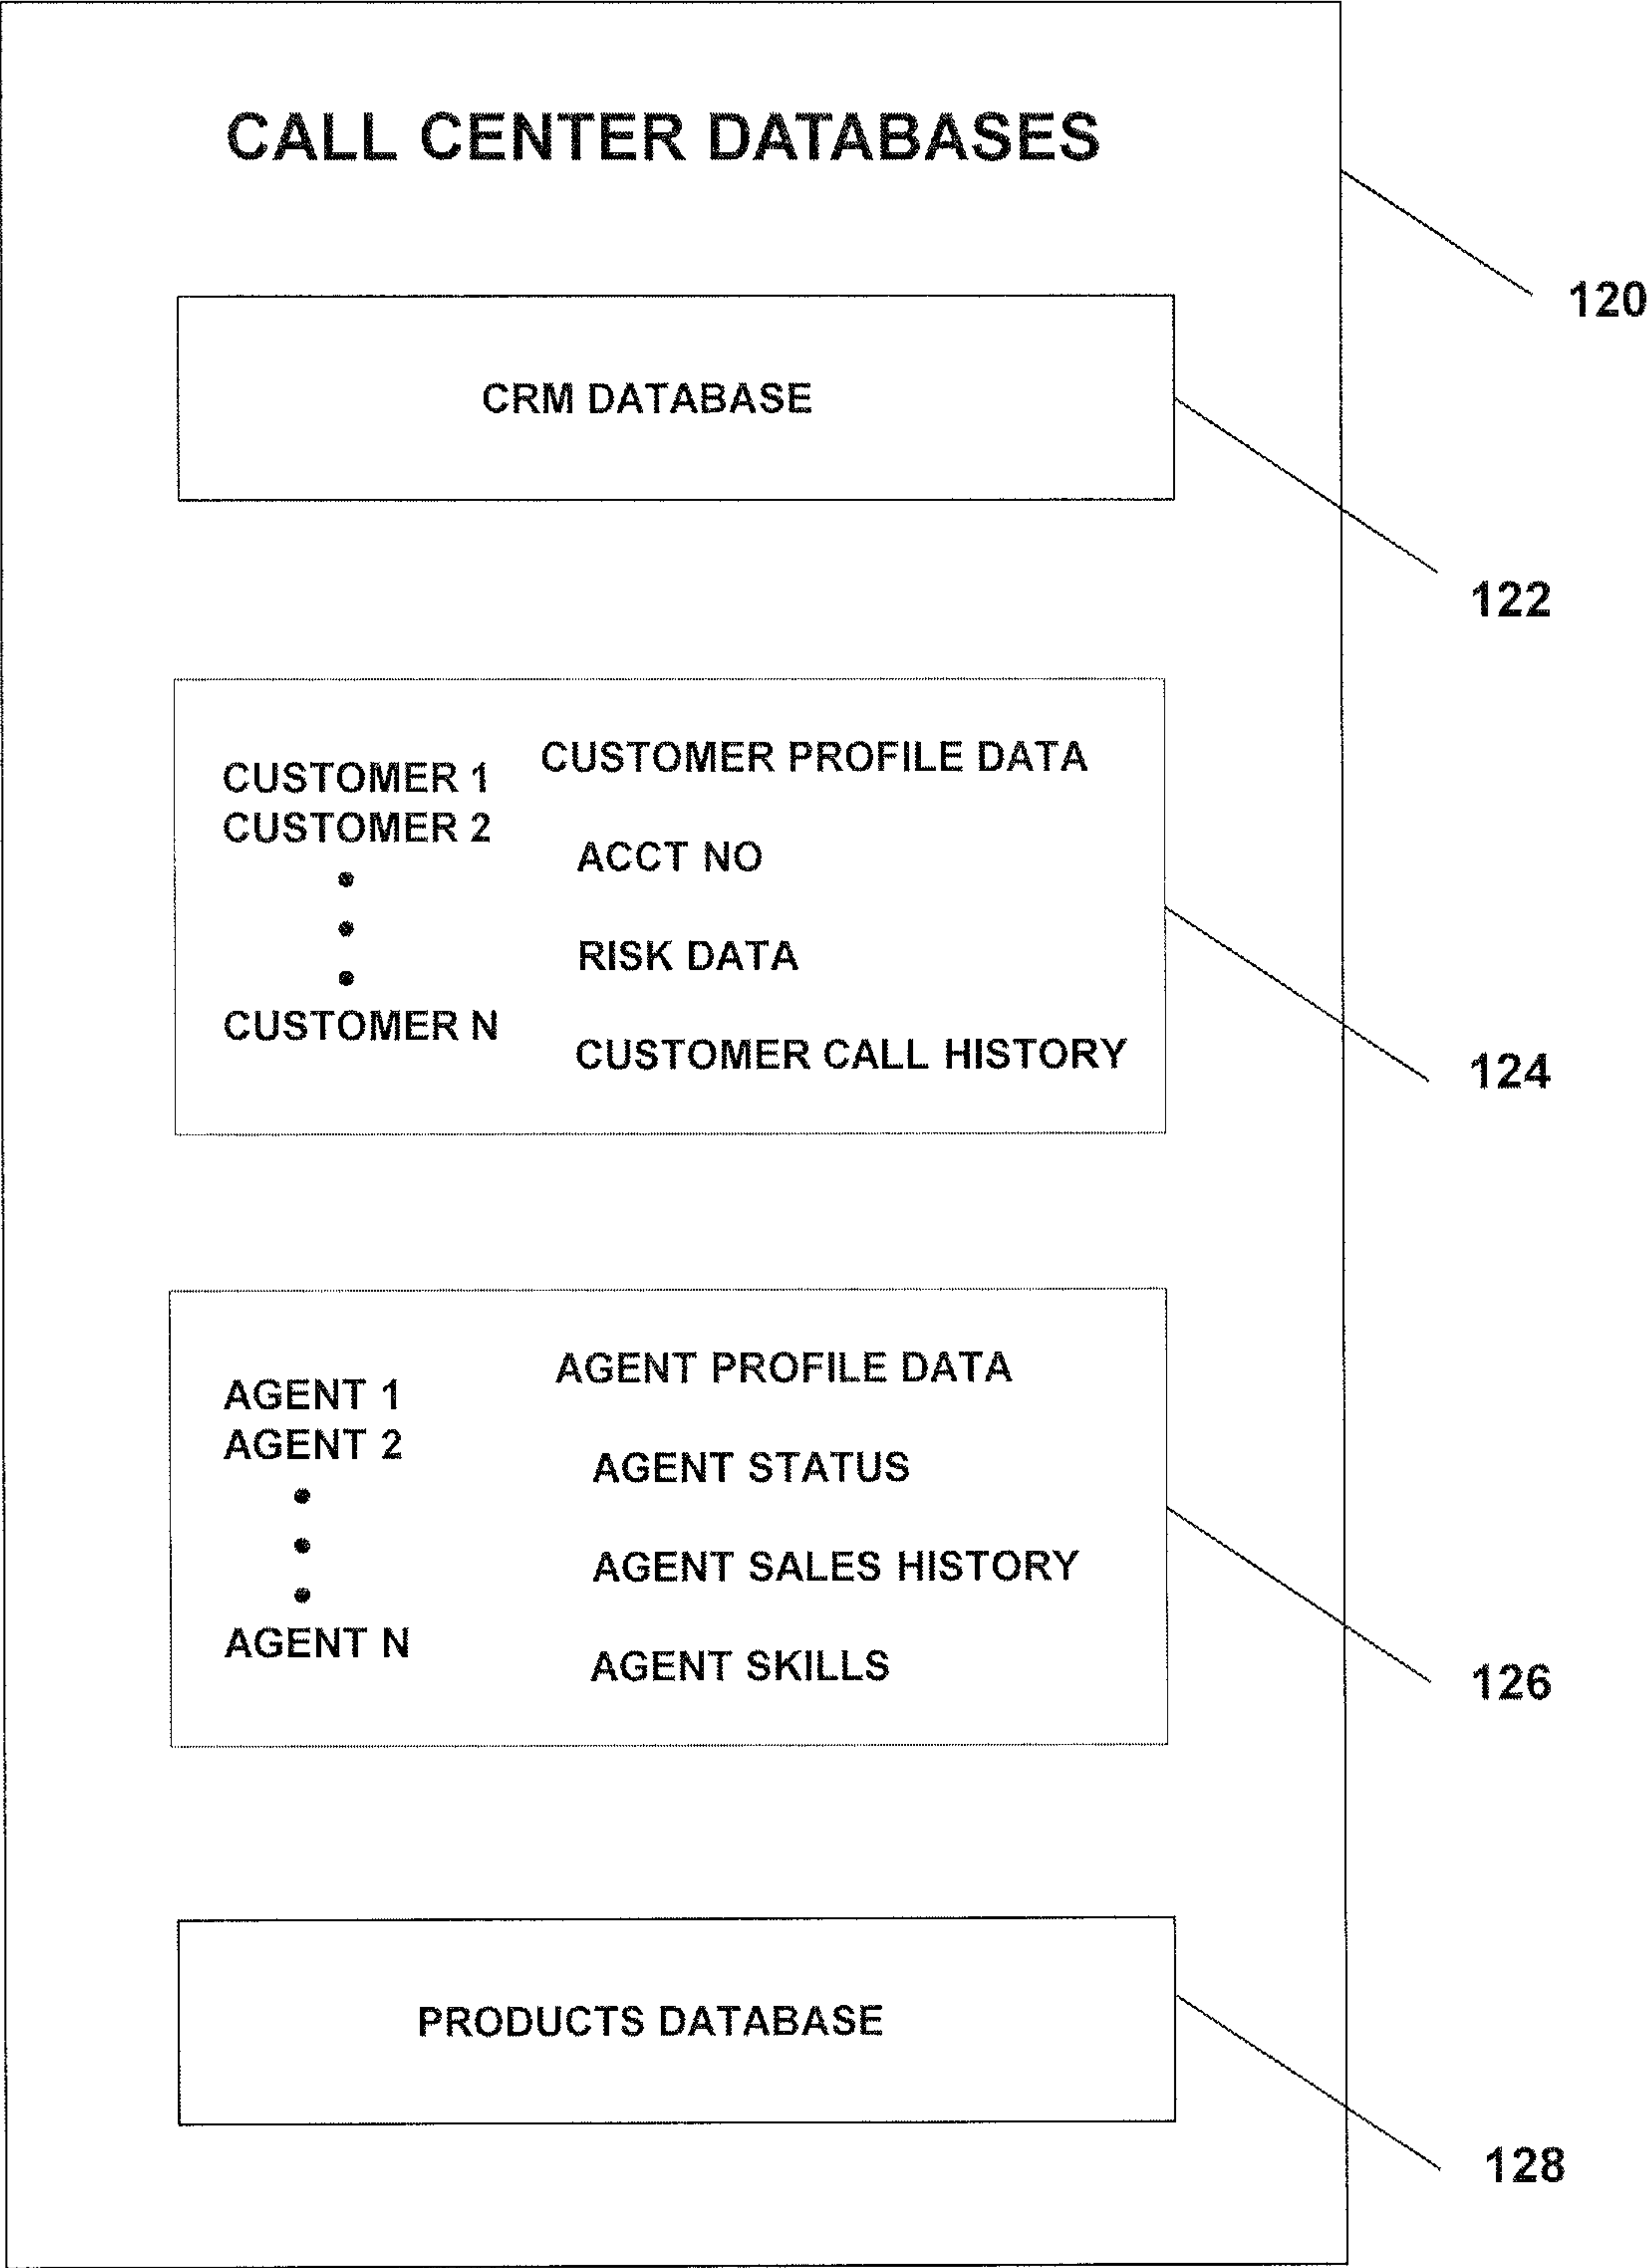 CALL CENTER DATABASES
120
CRM DATABASE
122
CUSTOMER PROFILE DATA
CUSTOMER 1
CUSTOMER 2
ACCT NO
RISK DATA
CUSTOMER N
CUSTOMER CALL HISTORY
124
AGENT PROFILE DATA
AGENT 1
AGENT 2
AGENT STATUS
AGENT SALES HISTORY
AGENT N
AGENT SKILLS
126
PRODUCTS DATABASE
128